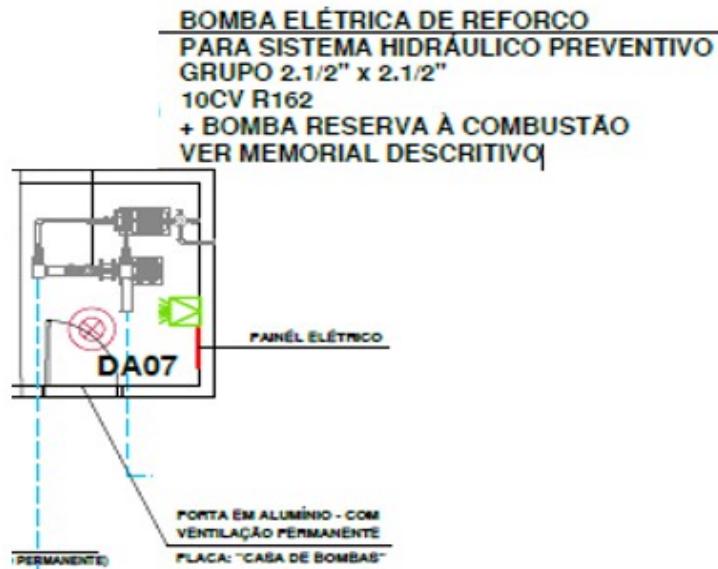 BOMBA ELÉTRICA DE REFORÇO
PARA SISTEMA HIDRÁULICO PREVENTIVO
GRUPO 2.1/2" x 2.1/2"
10CV R162
+ BOMBA RESERVA À COMBUSTÃO
VER MEMORIAL DESCRITIVO
PAINÉL ELÉTRICO
DA07
PORTA EM ALUMÍNIO - COM
VENTILAÇÃO PERMANENTE
PLACA: "CASA DE BOMBAS"
PERMANENTE)